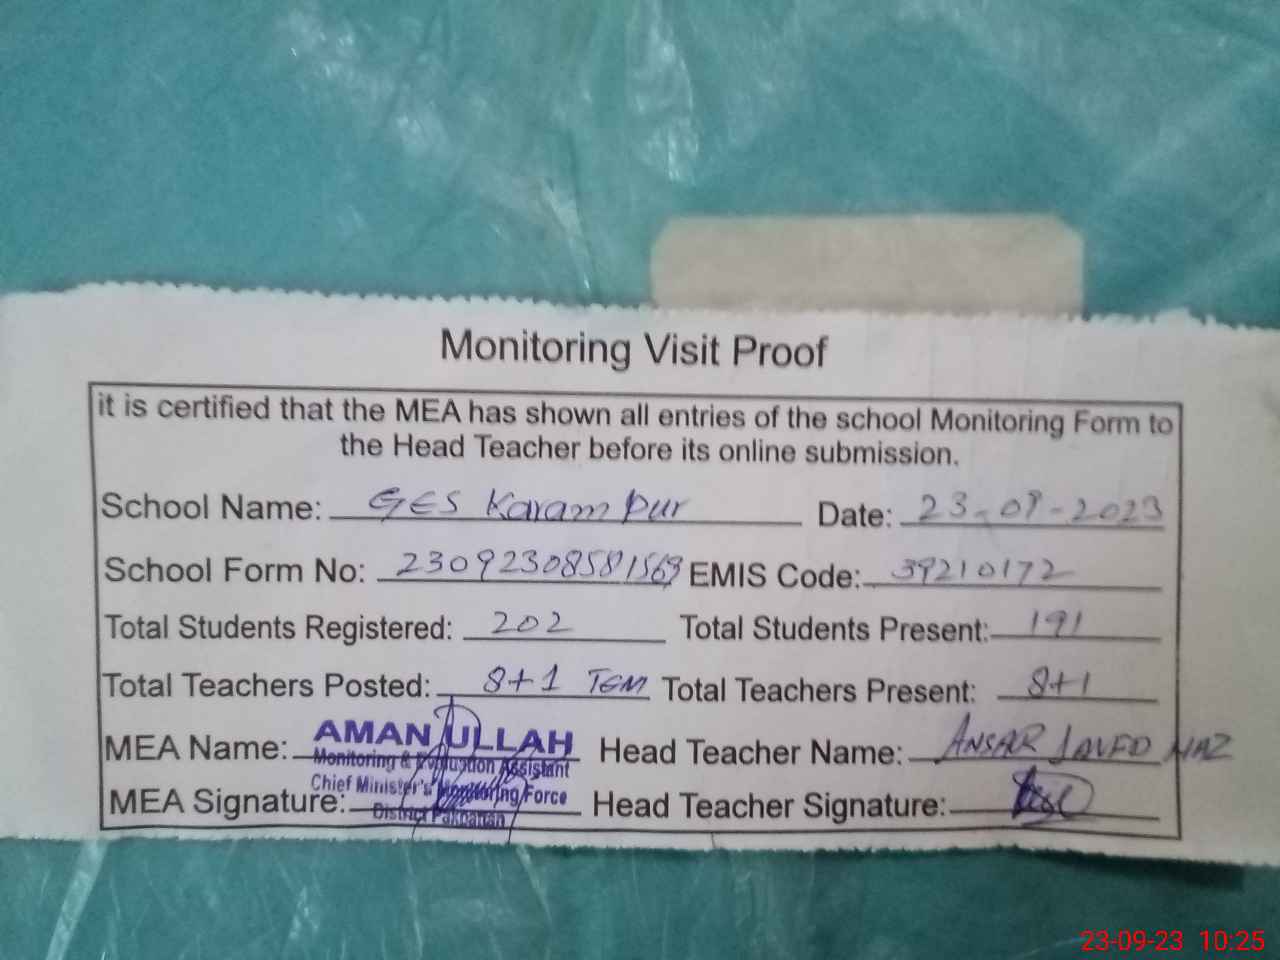 Monitoring Visit Proof
it is certified that the MEA has shown all entries of the school Monitoring Form to
the Head Teacher before its online submission.
School Name: GES Karam Pur Date: 23-09-2023
School Form No: 23092308581569 EMIS Code: 39210172
Total Students Registered: 202 Total Students Present: 191
Total Teachers Posted: 8+1 Total Teachers Present: 8+1
MEA Name: AMAN ULLAH Head Teacher Name: ANSAR JAVED
Monitoring & Evaluation Assistant
Chief Minister's Monitoring Force
MEA Signature: Head Teacher Signature:
District Pakpattan
23-09-23 10:25